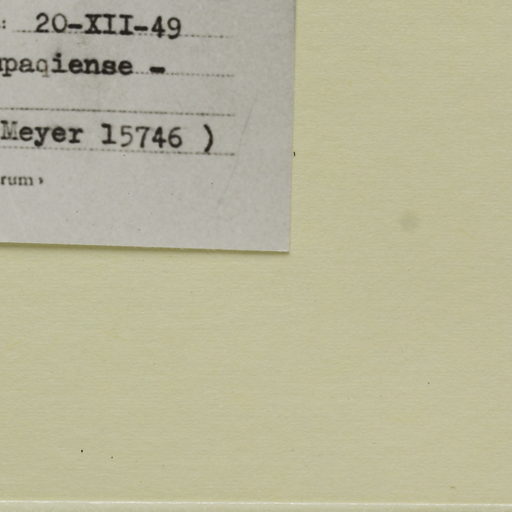 : 20-XII-49
paqiense -
Meyer 15746 )
rum»